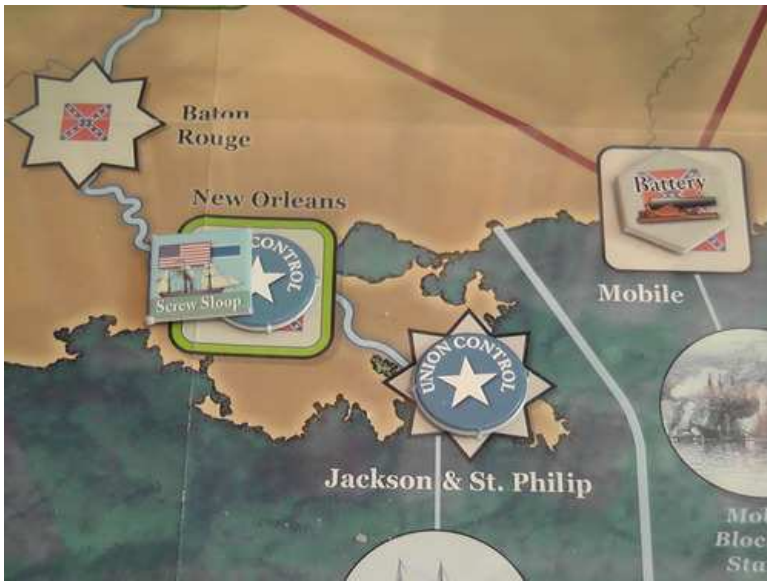 Baton
Rouge
New Orleans
CONTROL
Screw Sloop
Battery
Mobile
UNION CONTROL
Jackson & St. Philip